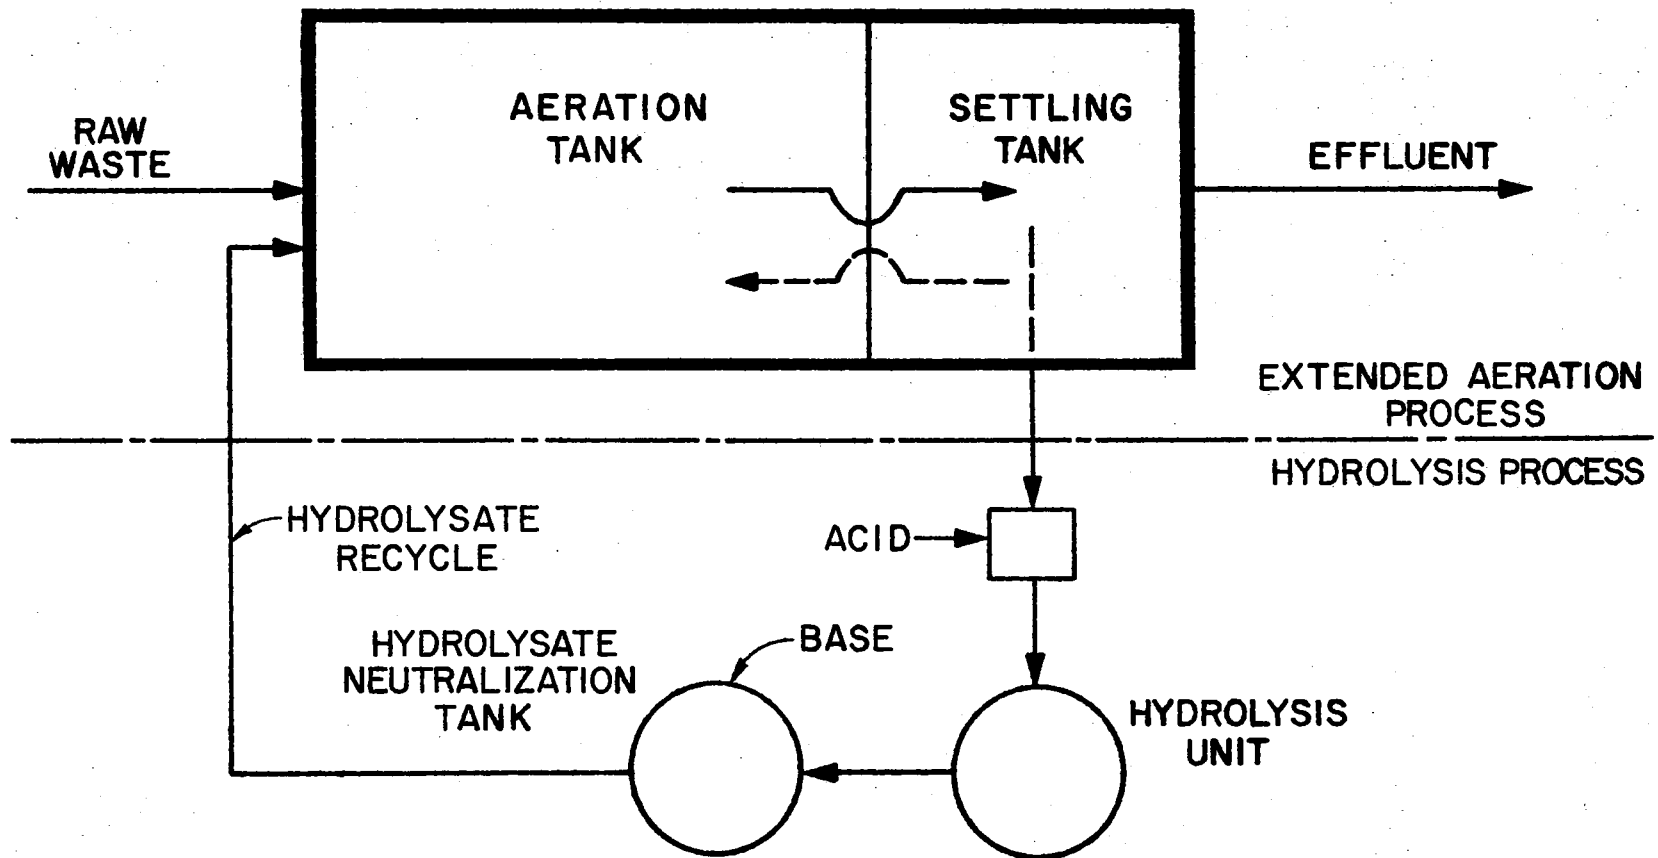 AERATION
TANK
SETTLING
TANK
RAW
WASTE
EFFLUENT
EXTENDED AERATION
PROCESS
HYDROLYSIS PROCESS
HYDROLYSATE
RECYCLE
ACID
HYDROLYSATE
NEUTRALIZATION
TANK
BASE
HYDROLYSIS
UNIT